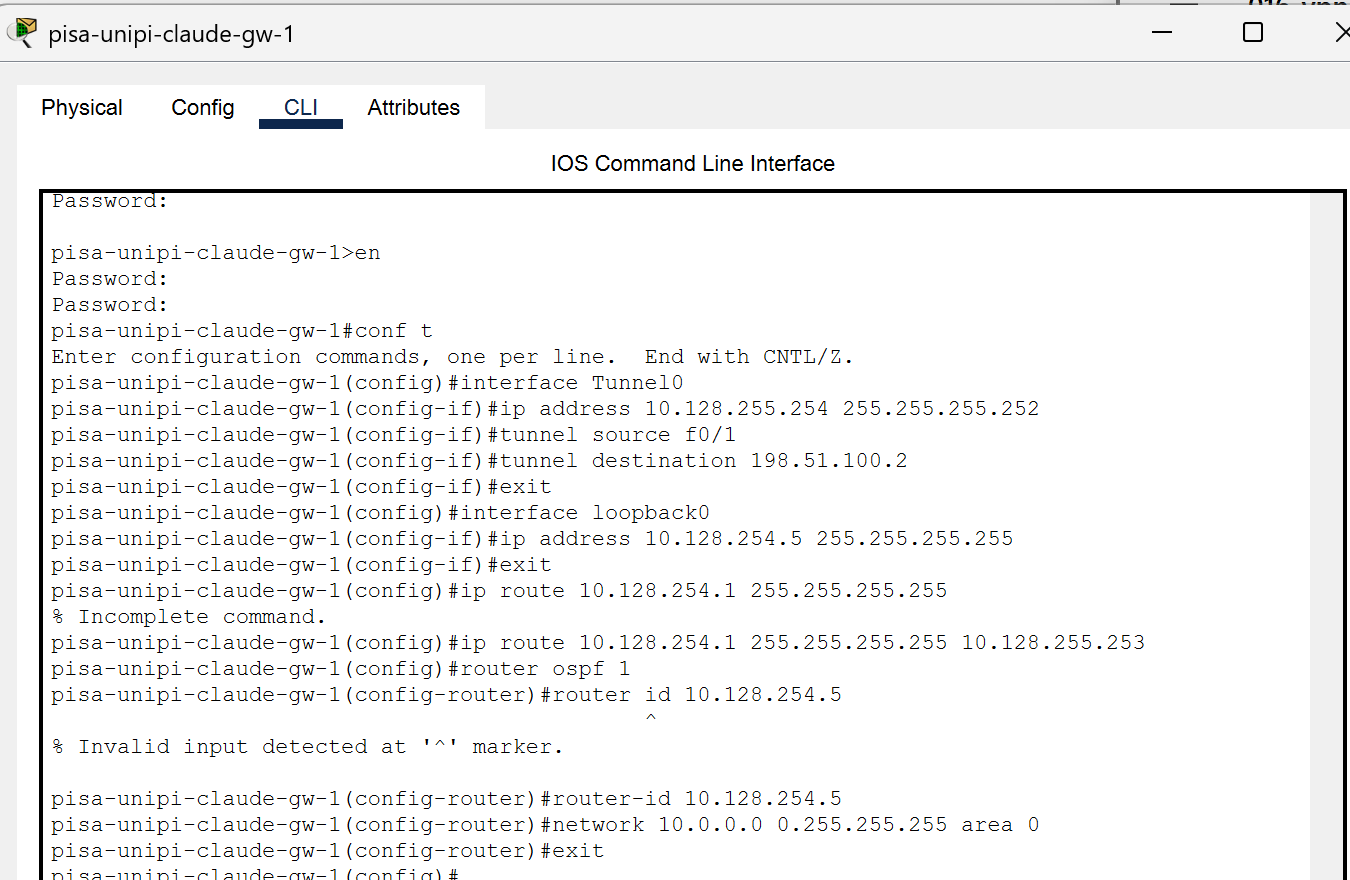 pisa-unipi-claude-gw-1
Physical Config CLI Attributes
IOS Command Line Interface
Password:
pisa-unipi-claude-gw-1>en
Password:
Password:
pisa-unipi-claude-gw-1#conf t
Enter configuration commands, one per line.  End with CNTL/Z.
pisa-unipi-claude-gw-1(config)#interface Tunnel0
pisa-unipi-claude-gw-1(config-if)#ip address 10.128.255.254 255.255.255.252
pisa-unipi-claude-gw-1(config-if)#tunnel source f0/1
pisa-unipi-claude-gw-1(config-if)#tunnel destination 198.51.100.2
pisa-unipi-claude-gw-1(config-if)#exit
pisa-unipi-claude-gw-1(config)#interface loopback0
pisa-unipi-claude-gw-1(config-if)#ip address 10.128.254.5 255.255.255.255
pisa-unipi-claude-gw-1(config-if)#exit
pisa-unipi-claude-gw-1(config)#ip route 10.128.254.1 255.255.255.255
% Incomplete command.
pisa-unipi-claude-gw-1(config)#ip route 10.128.254.1 255.255.255.255 10.128.255.253
pisa-unipi-claude-gw-1(config)#router ospf 1
pisa-unipi-claude-gw-1(config-router)#router id 10.128.254.5
^
% Invalid input detected at '^' marker.
pisa-unipi-claude-gw-1(config-router)#router-id 10.128.254.5
pisa-unipi-claude-gw-1(config-router)#network 10.0.0.0 0.255.255.255 area 0
pisa-unipi-claude-gw-1(config-router)#exit
pisa-unipi-claude-gw-1(config)#